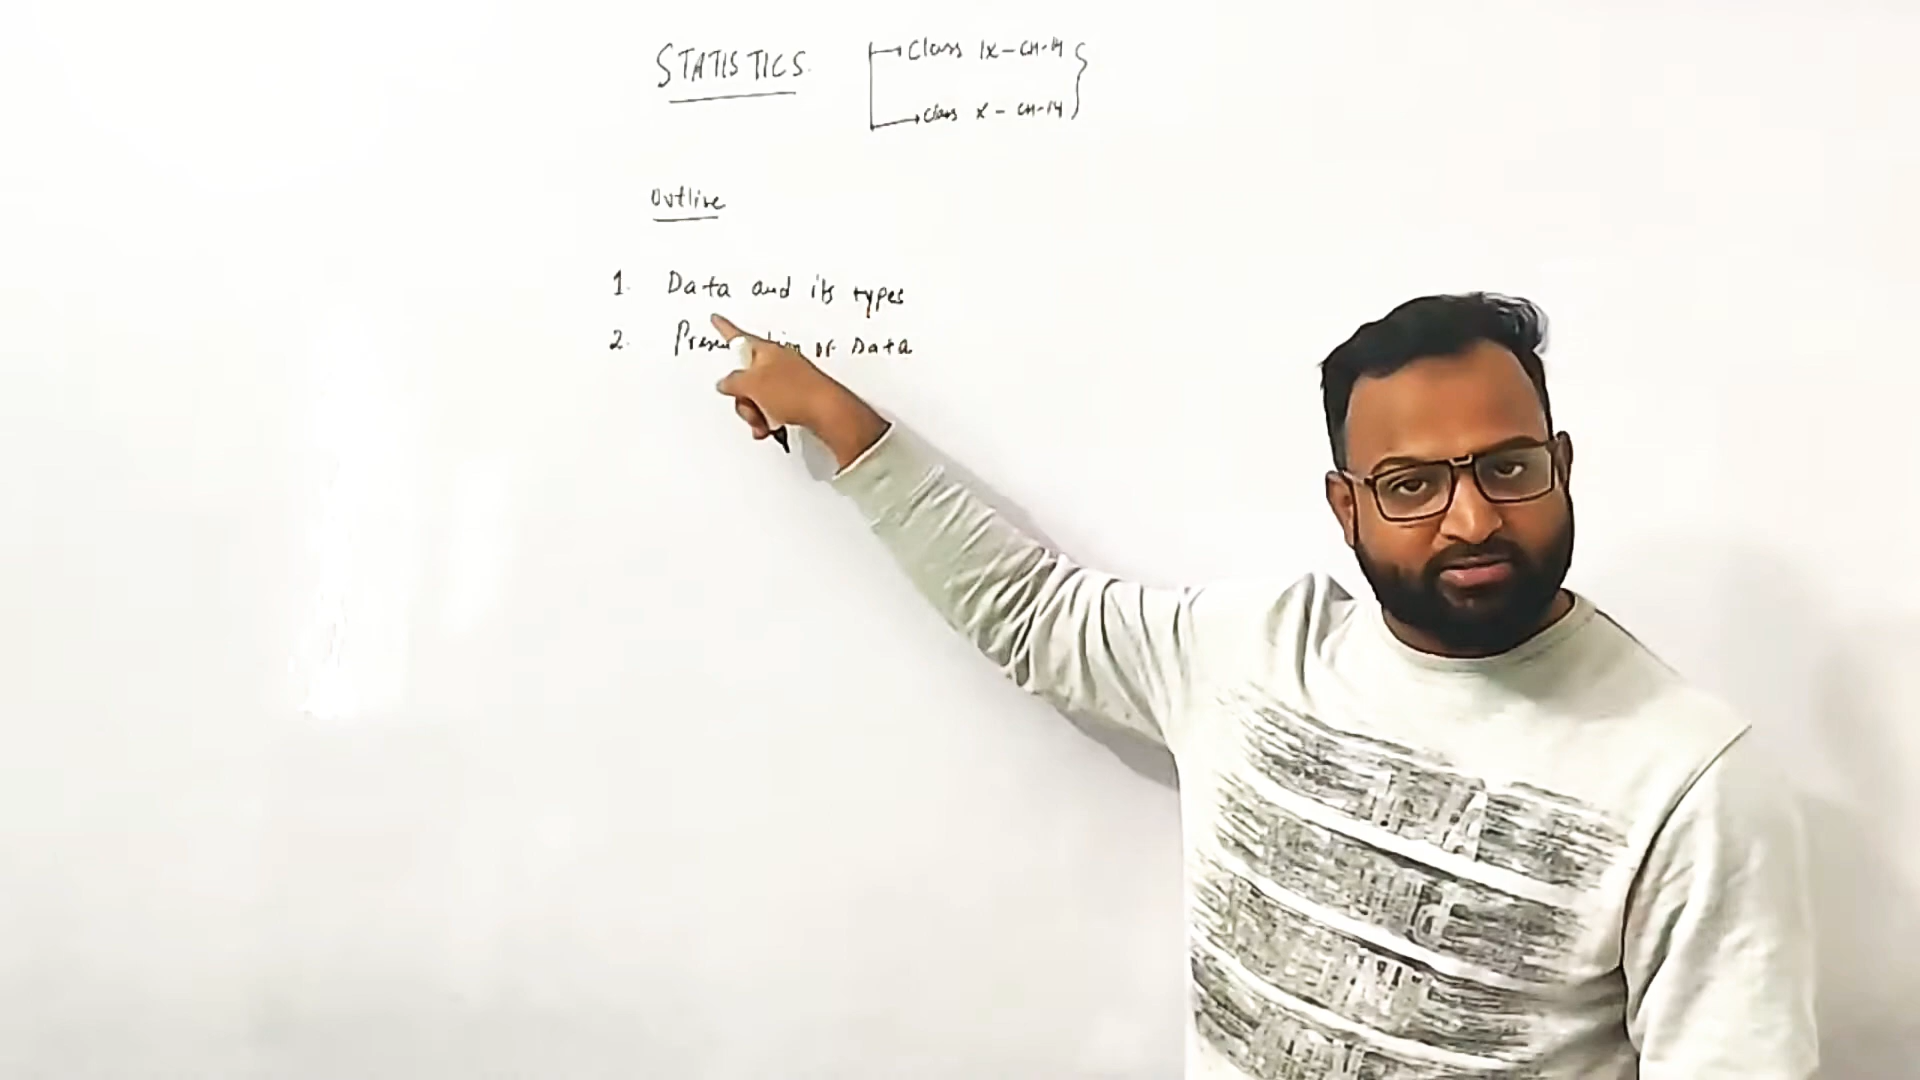 STATISTICS
Class IX - CH-14
Class X - CH-14
Outline
1. Data and its types
2. of Data